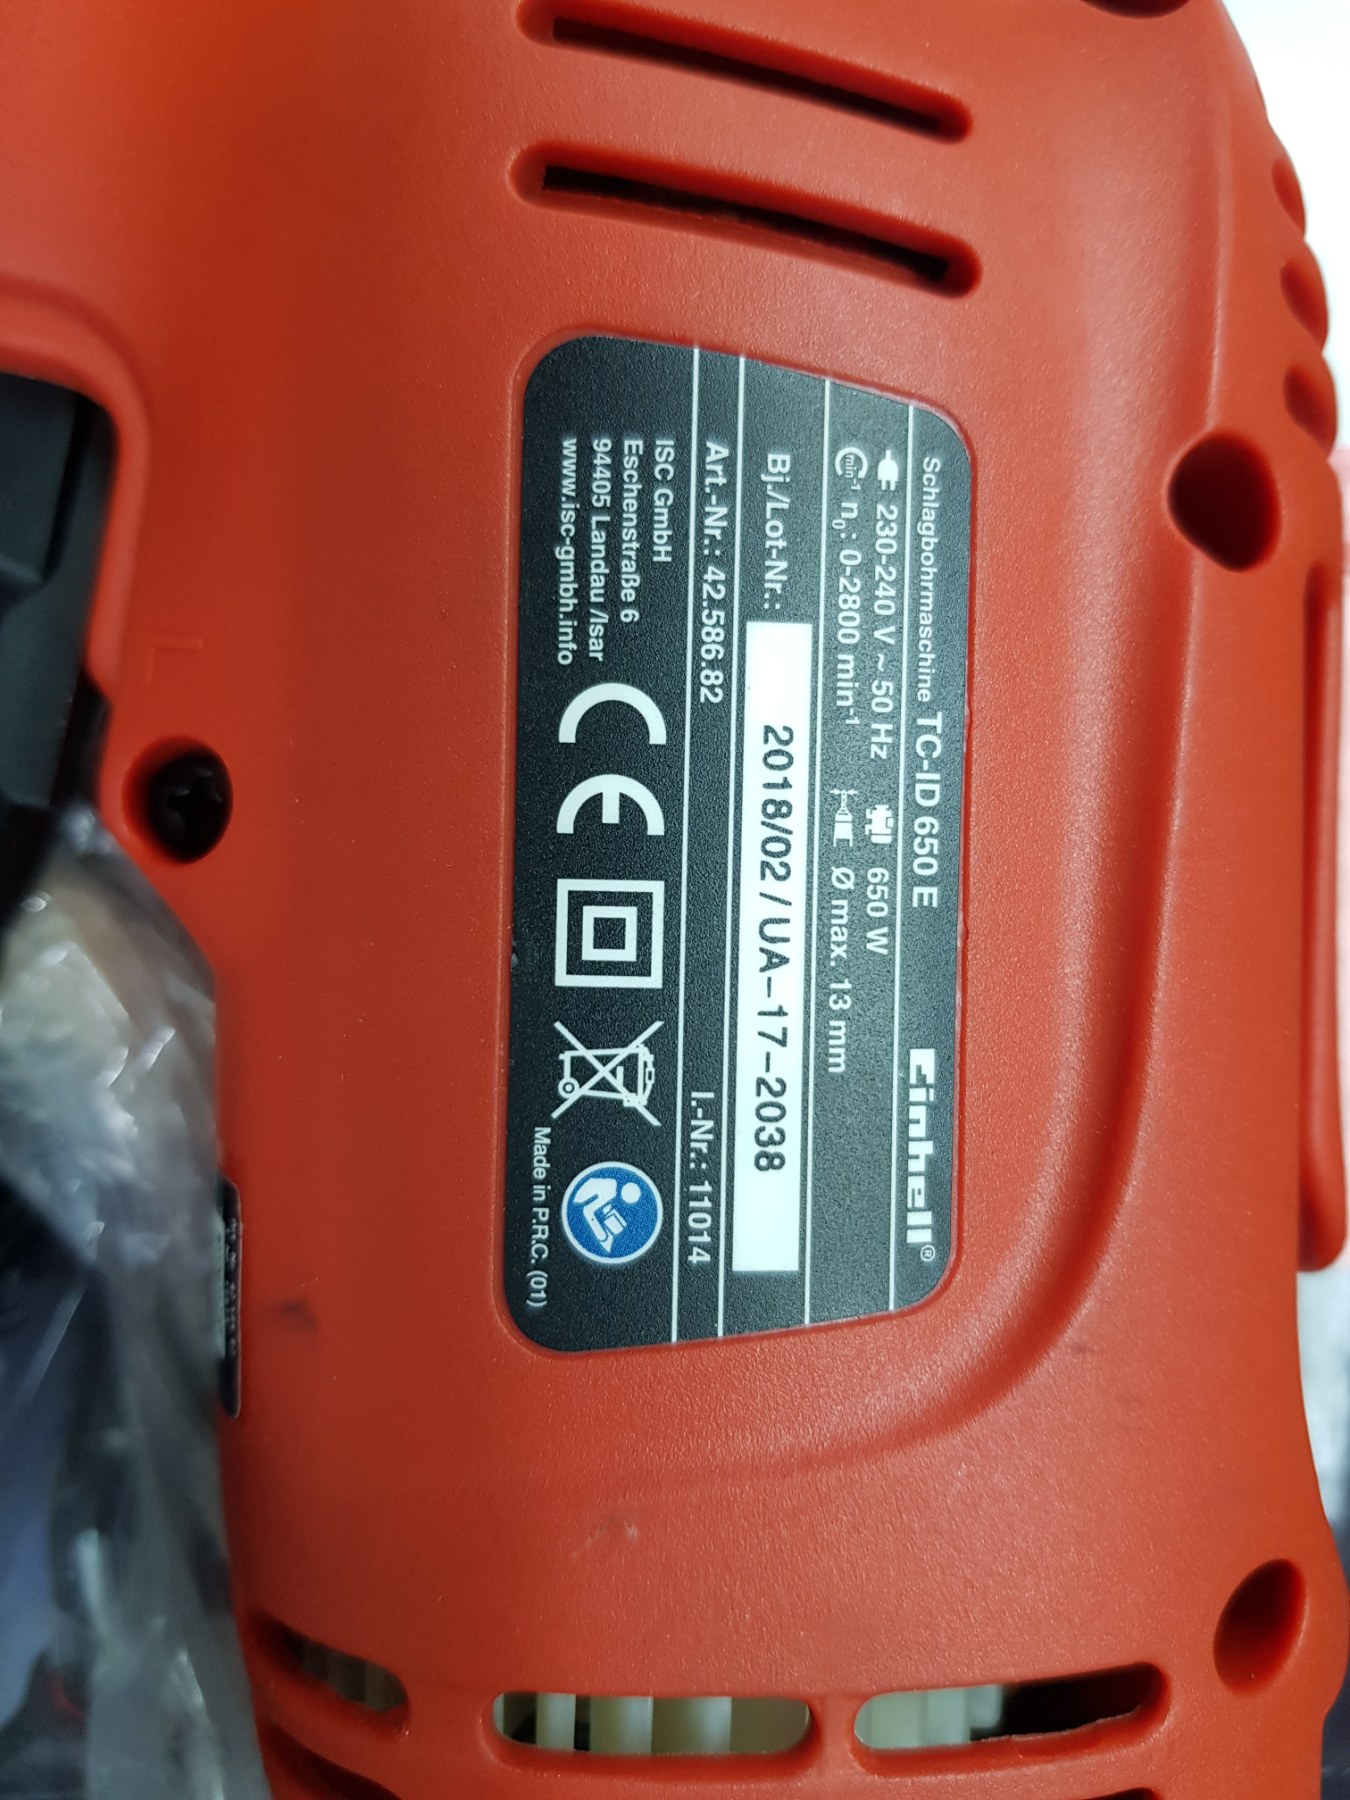 Schlagbohrmaschine TC-ID 650 E Einhell®
230-240 V ~ 50 Hz 650 W
min⁻¹ n₀: 0-2800 min⁻¹ Ø max. 13 mm
Bj./Lot-Nr.: 2018/02 / UA-17-2038
Art.-Nr.: 42.586.82 I.-Nr.: 11014
ISC GmbH
Eschenstraße 6
94405 Landau /Isar
www.isc-gmbh.info
CE
Made in P.R.C. (01)
L